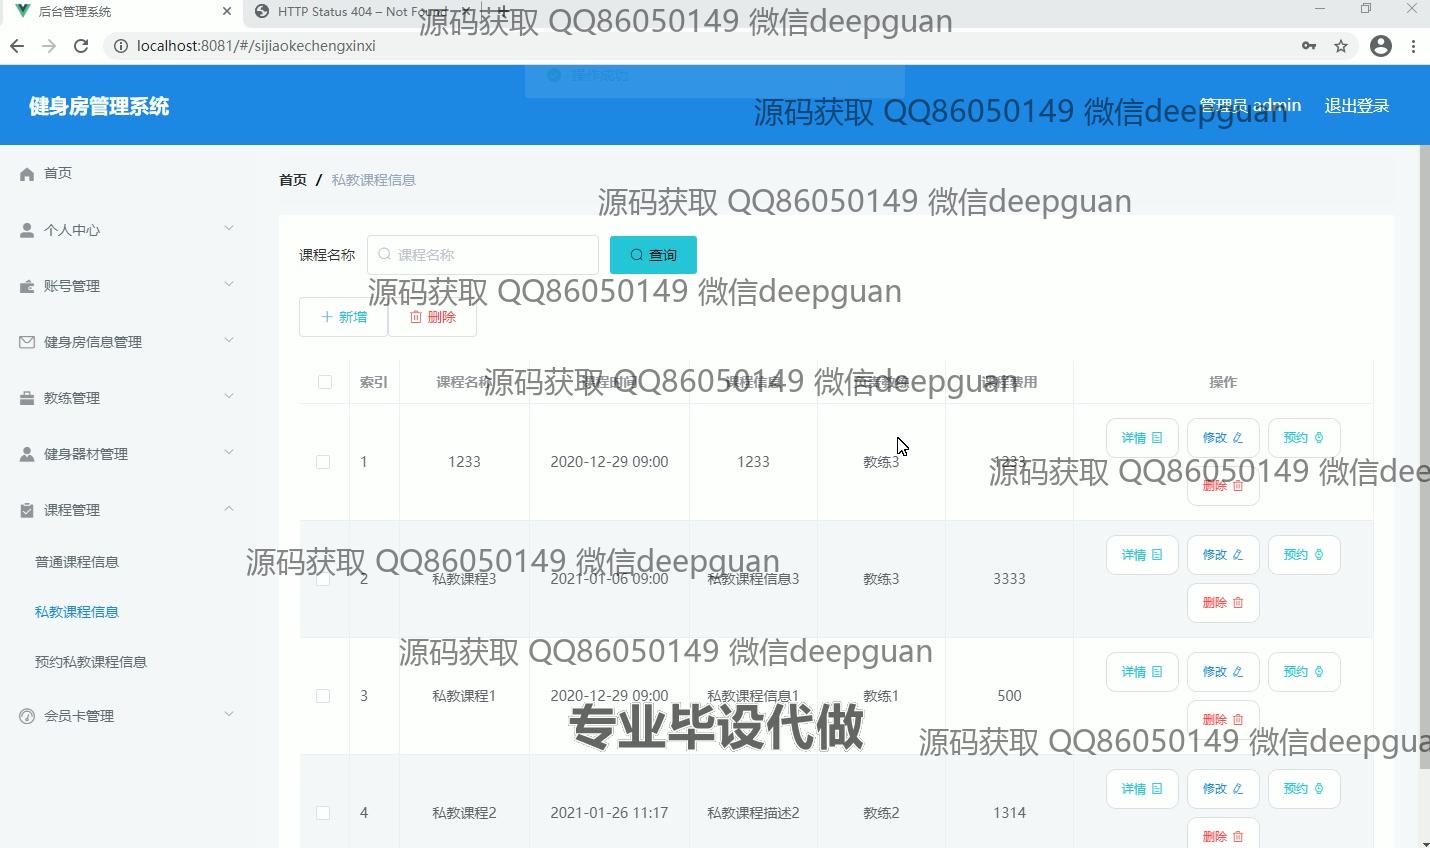 后台管理系统
HTTP Status 404 – Not Found
源码获取 QQ86050149 微信deepguan
localhost:8081/#/sijiaokechengxinxi
操作成功
健身房管理系统
管理员 admin 退出登录
源码获取 QQ86050149 微信deepguan
首页
首页 / 私教课程信息
源码获取 QQ86050149 微信deepguan
个人中心
课程名称 课程名称 查询
账号管理
源码获取 QQ86050149 微信deepguan
新增 删除
健身房信息管理
索引 课程名称 课程时间 课程信息 负责教练 课程费用 操作
源码获取 QQ86050149 微信deepguan
教练管理
详情 修改 预约
健身器材管理
1 1233 2020-12-29 09:00 1233 教练3 1233
源码获取 QQ86050149 微信dee
删除
课程管理
详情 修改 预约
普通课程信息
源码获取 QQ86050149 微信deepguan
2 私教课程3 2021-01-06 09:00 私教课程信息3 教练3 3333
删除
私教课程信息
源码获取 QQ86050149 微信deepguan
预约私教课程信息
详情 修改 预约
3 私教课程1 2020-12-29 09:00 私教课程信息1 教练1 500
会员卡管理
删除
专业毕设代做
源码获取 QQ86050149 微信deepgua
详情 修改 预约
4 私教课程2 2021-01-26 11:17 私教课程描述2 教练2 1314
删除